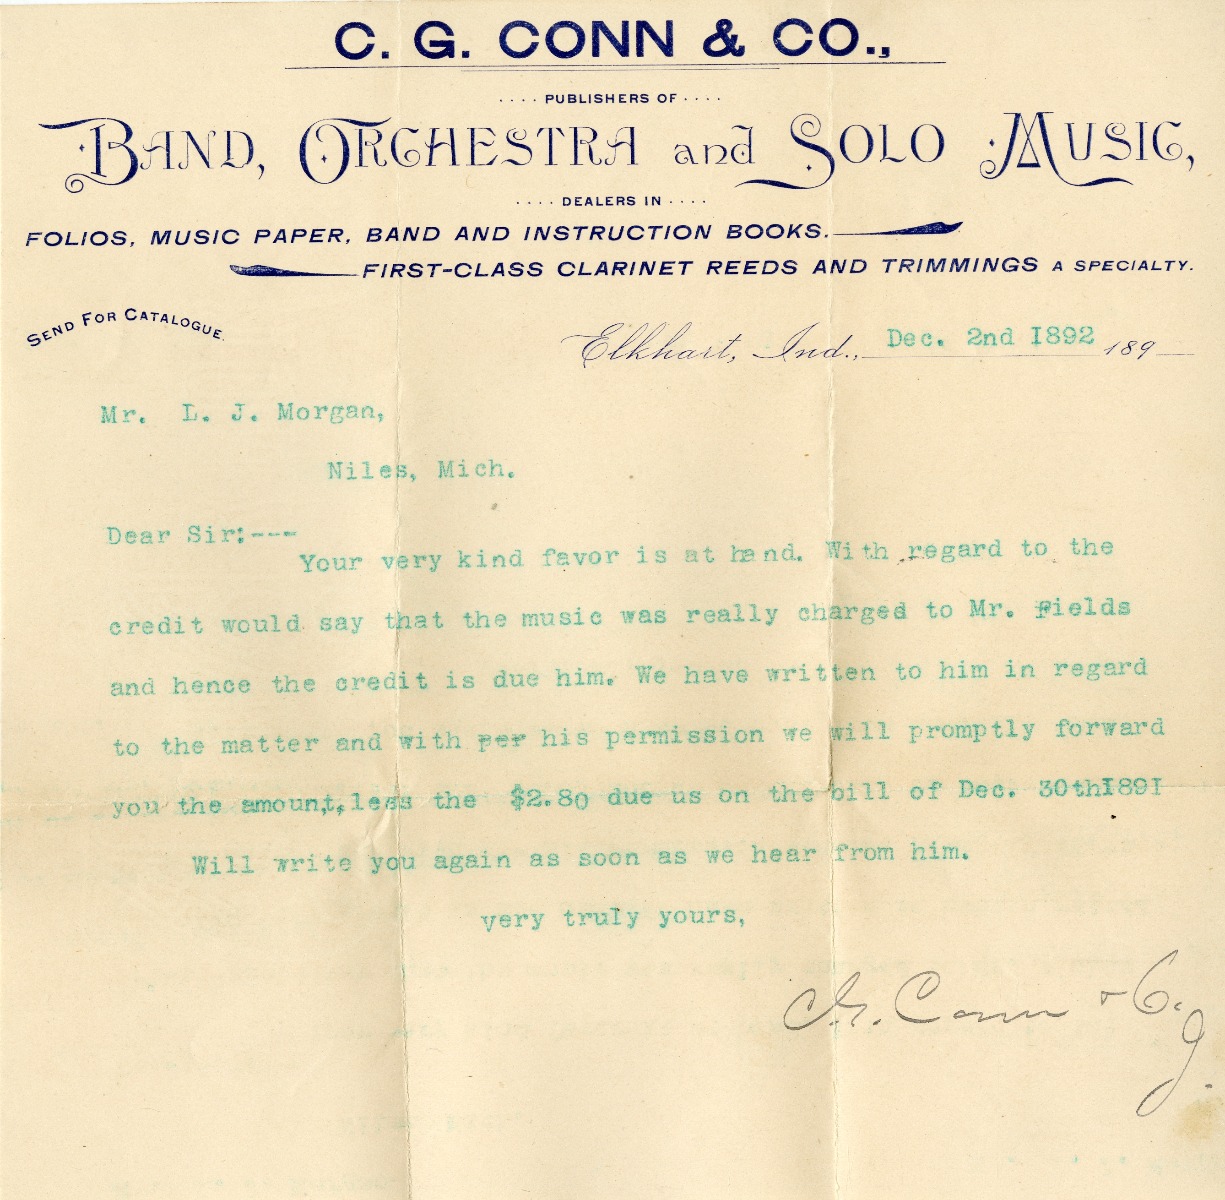 C. G. CONN & CO.,
.... PUBLISHERS OF ....
BAND, ORCHESTRA and SOLO MUSIC,
.... DEALERS IN ....
FOLIOS, MUSIC PAPER, BAND AND INSTRUCTION BOOKS.
FIRST-CLASS CLARINET REEDS AND TRIMMINGS A SPECIALTY.
SEND FOR CATALOGUE.
Elkhart, Ind., Dec. 2nd 1892 189
Mr. L. J. Morgan,
Niles, Mich.
Dear Sir:---
Your very kind favor is at hand. With regard to the
credit would say that the music was really charged to Mr. Fields
and hence the credit is due him. We have written to him in regard
to the matter and with per his permission we will promptly forward
you the amount, less the $2.80 due us on the bill of Dec. 30th1891
Will write you again as soon as we hear from him.
very truly yours,
C. G. Conn & Co.
J.